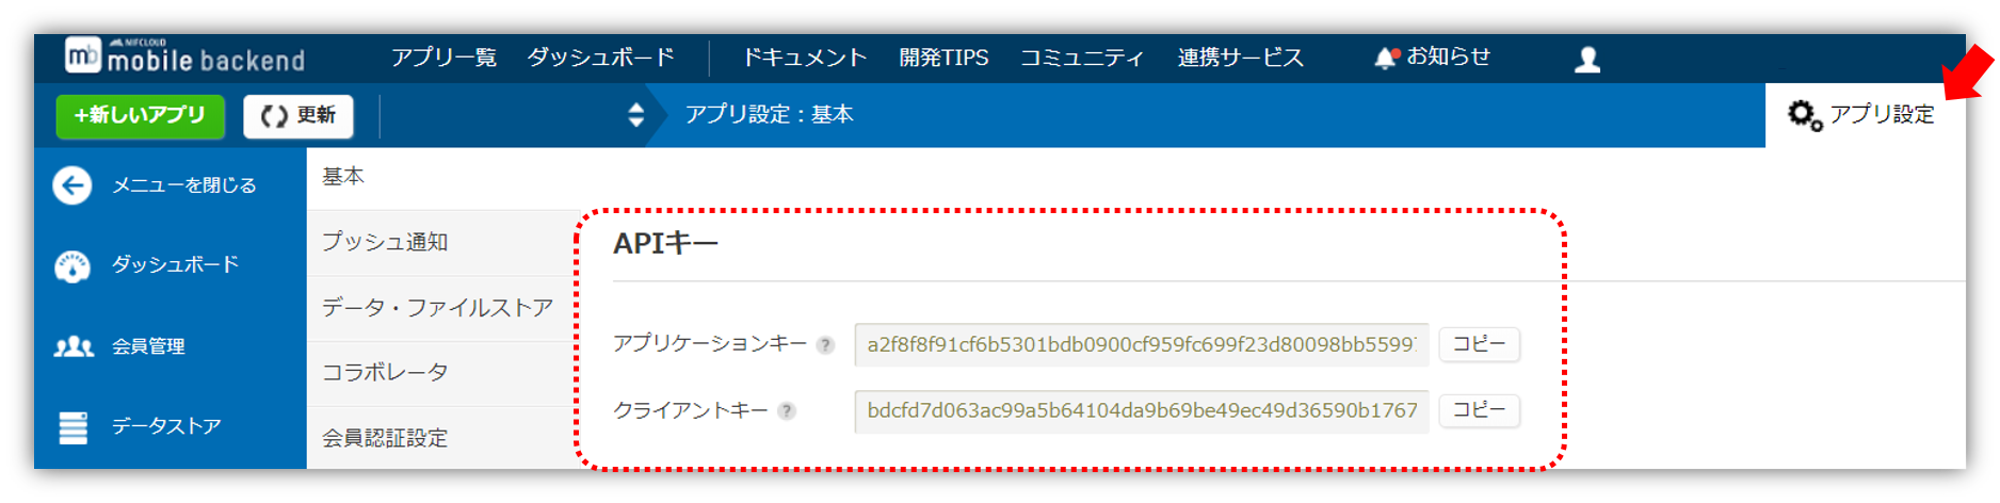 NIFCLOUD
mb mobile backend
アプリ一覧 ダッシュボード ドキュメント 開発TIPS コミュニティ 連携サービス お知らせ
+新しいアプリ 更新 アプリ設定：基本 アプリ設定
メニューを閉じる
ダッシュボード
会員管理
データストア
基本
プッシュ通知
データ・ファイルストア
コラボレータ
会員認証設定
APIキー
アプリケーションキー ? a2f8f8f91cf6b5301bdb0900cf959fc699f23d80098bb5599 コピー
クライアントキー ? bdcfd7d063ac99a5b64104da9b69be49ec49d36590b1767 コピー